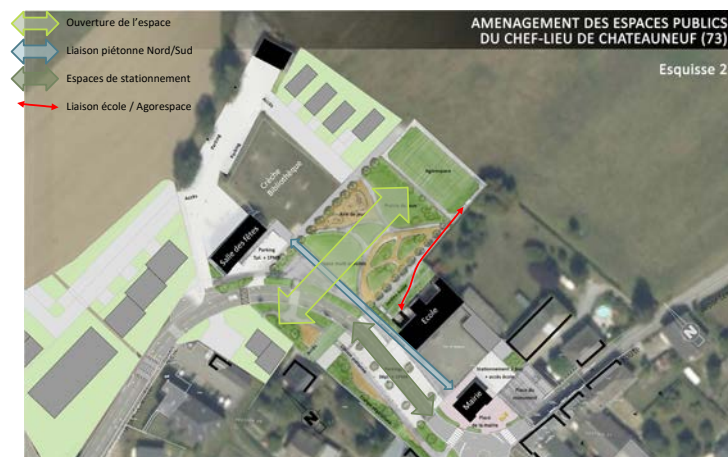 Ouverture de l'espace
Liaison piétonne Nord/Sud
Espaces de stationnement
Liaison école / Agorespace
AMENAGEMENT DES ESPACES PUBLICS
DU CHEF-LIEU DE CHATEAUNEUF (73)
Esquisse 2
Accès
Parking
Parking
Accès
Crèche
Bibliothèque
Agorespace
Salle des fêtes
Parking
Ecole
Mairie
Place du
monument
Place
de la mairie
N
N